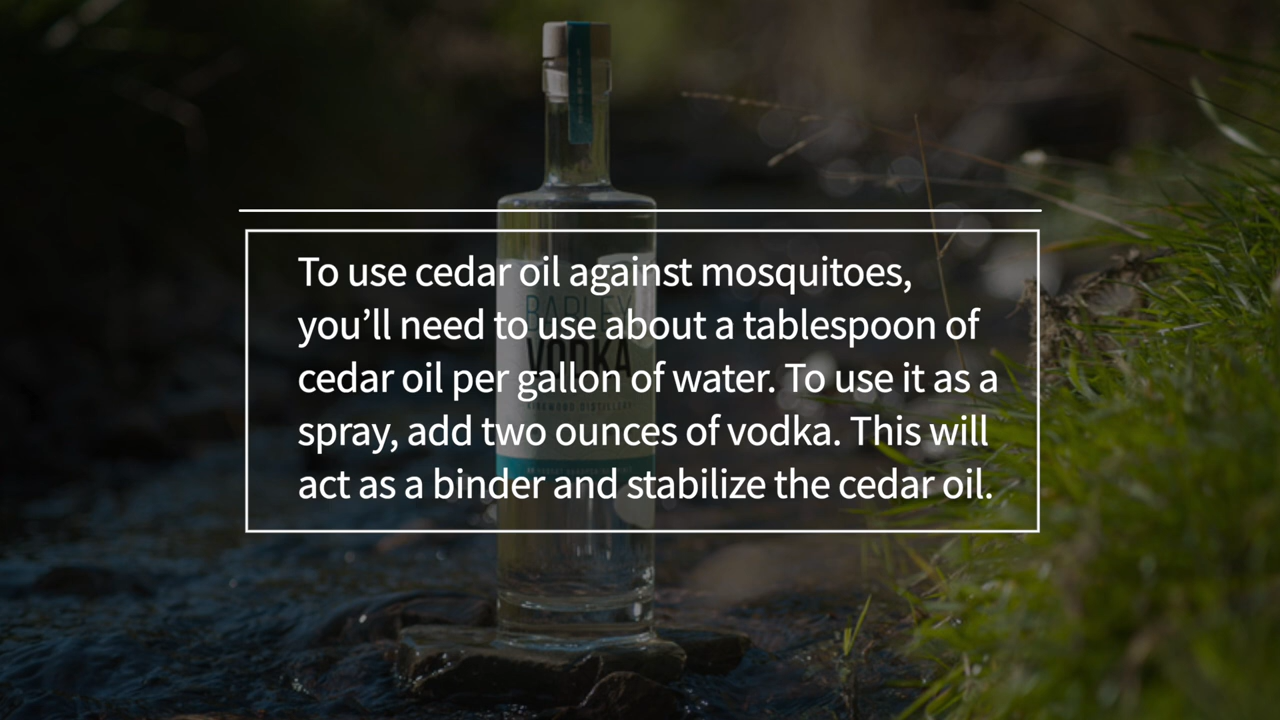 To use cedar oil against mosquitoes,
you’ll need to use about a tablespoon of
cedar oil per gallon of water. To use it as a
spray, add two ounces of vodka. This will
act as a binder and stabilize the cedar oil.
BARLEY
VODKA